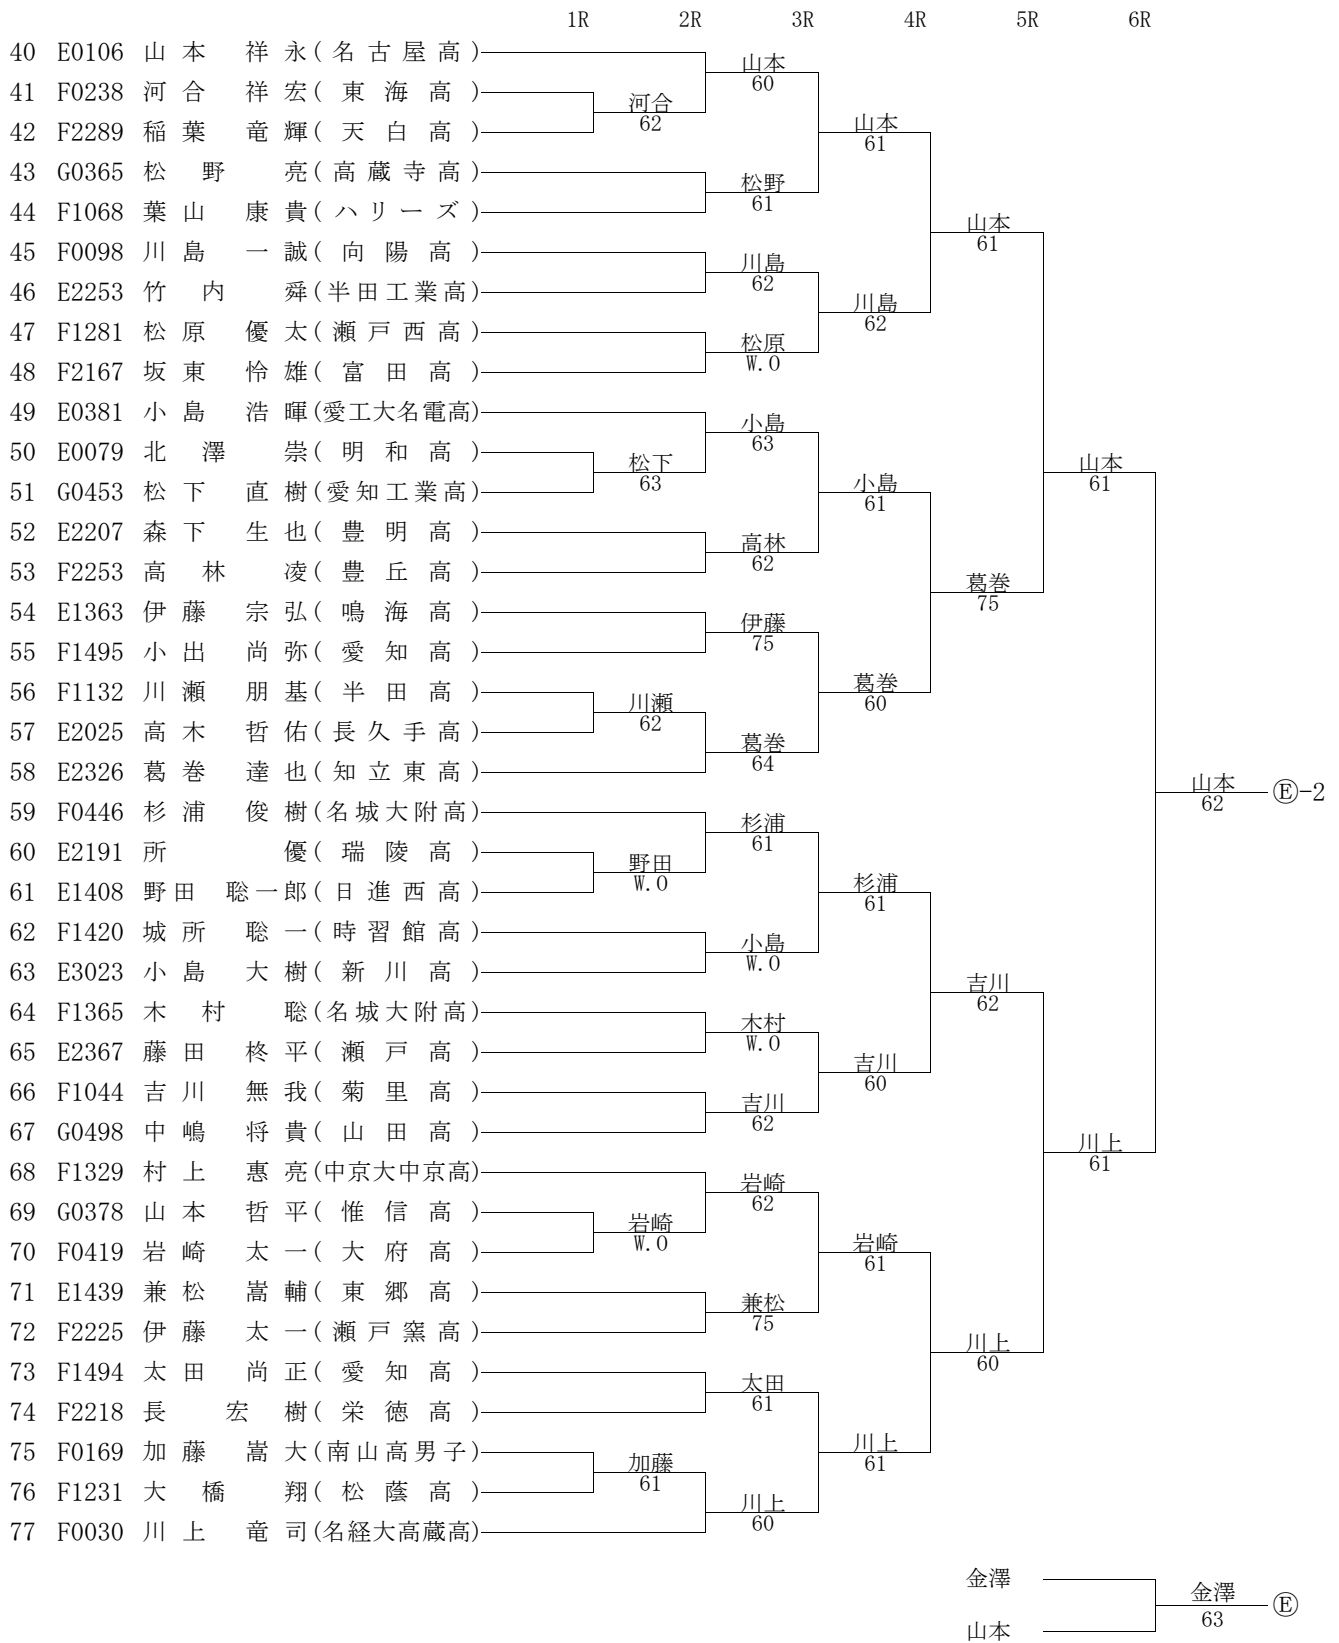 1R 2R 3R 4R 5R 6R
40 E0106 山本 祥永(名古屋高)
山本
60
41 F0238 河合 祥宏(東海高)
河合
62
42 F2289 稲葉 竜輝(天白高)
山本
61
43 G0365 松野 亮(高蔵寺高)
松野
61
44 F1068 葉山 康貴(ハリーズ)
山本
61
45 F0098 川島 一誠(向陽高)
川島
62
46 E2253 竹内 舜(半田工業高)
川島
62
47 F1281 松原 優太(瀬戸西高)
松原
W.O
48 F2167 坂東 怜雄(富田高)
49 E0381 小島 浩暉(愛工大名電高)
小島
63
50 E0079 北澤 崇(明和高)
松下
63
山本
61
51 G0453 松下 直樹(愛知工業高)
小島
61
52 E2207 森下 生也(豊明高)
高林
62
53 F2253 高林 凌(豊丘高)
葛巻
75
54 E1363 伊藤 宗弘(鳴海高)
伊藤
75
55 F1495 小出 尚弥(愛知高)
56 F1132 川瀬 朋基(半田高)
川瀬
62
葛巻
60
57 E2025 高木 哲佑(長久手高)
葛巻
64
58 E2326 葛巻 達也(知立東高)
山本
62
Ⓔ-2
59 F0446 杉浦 俊樹(名城大附高)
杉浦
61
60 E2191 所 優(瑞陵高)
野田
W.O
61 E1408 野田 聡一郎(日進西高)
杉浦
61
62 F1420 城所 聡一(時習館高)
小島
W.O
63 E3023 小島 大樹(新川高)
吉川
62
64 F1365 木村 聡(名城大附高)
木村
W.O
65 E2367 藤田 柊平(瀬戸高)
吉川
60
66 F1044 吉川 無我(菊里高)
吉川
62
67 G0498 中嶋 将貴(山田高)
川上
61
68 F1329 村上 惠亮(中京大中京高)
岩崎
62
69 G0378 山本 哲平(惟信高)
岩崎
W.O
70 F0419 岩崎 太一(大府高)
岩崎
61
71 E1439 兼松 嵩輔(東郷高)
兼松
75
72 F2225 伊藤 太一(瀬戸窯高)
川上
60
73 F1494 太田 尚正(愛知高)
太田
61
74 F2218 長 宏樹(栄徳高)
川上
61
75 F0169 加藤 嵩大(南山高男子)
加藤
61
76 F1231 大橋 翔(松蔭高)
川上
60
77 F0030 川上 竜司(名経大高蔵高)
金澤
金澤
63
Ⓔ
山本